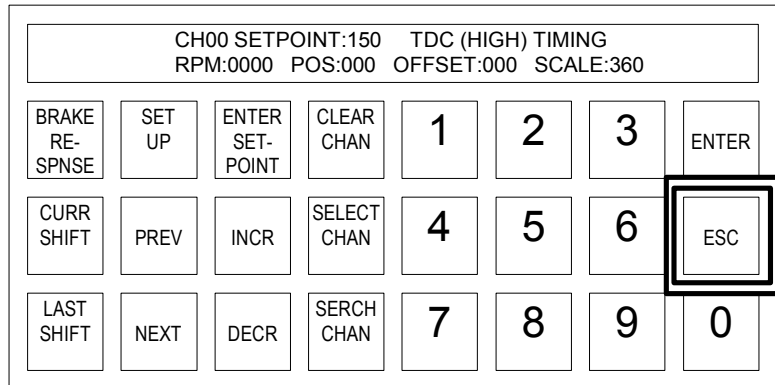 CH00 SETPOINT:150 TDC (HIGH) TIMING
RPM:0000 POS:000 OFFSET:000 SCALE:360
BRAKE
RE-
SPNSE
SET
UP
ENTER
SET-
POINT
CLEAR
CHAN
1
2
3
ENTER
CURR
SHIFT
PREV
INCR
SELECT
CHAN
4
5
6
ESC
LAST
SHIFT
NEXT
DECR
SERCH
CHAN
7
8
9
0